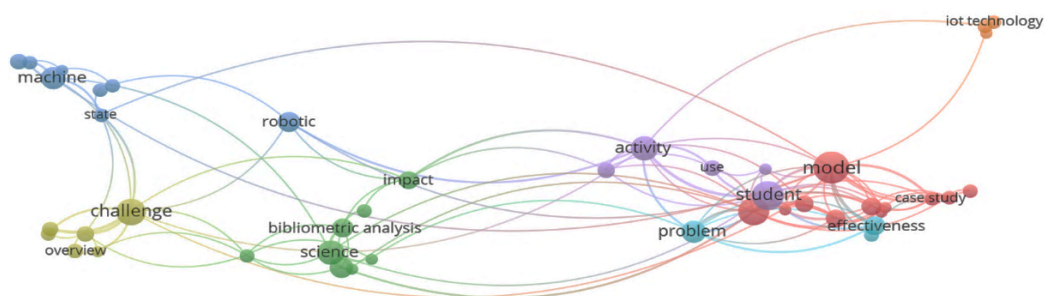 iot technology
machine
state
robotic
activity
use
model
impact
student
case study
challenge
bibliometric analysis
problem
effectiveness
overview
science